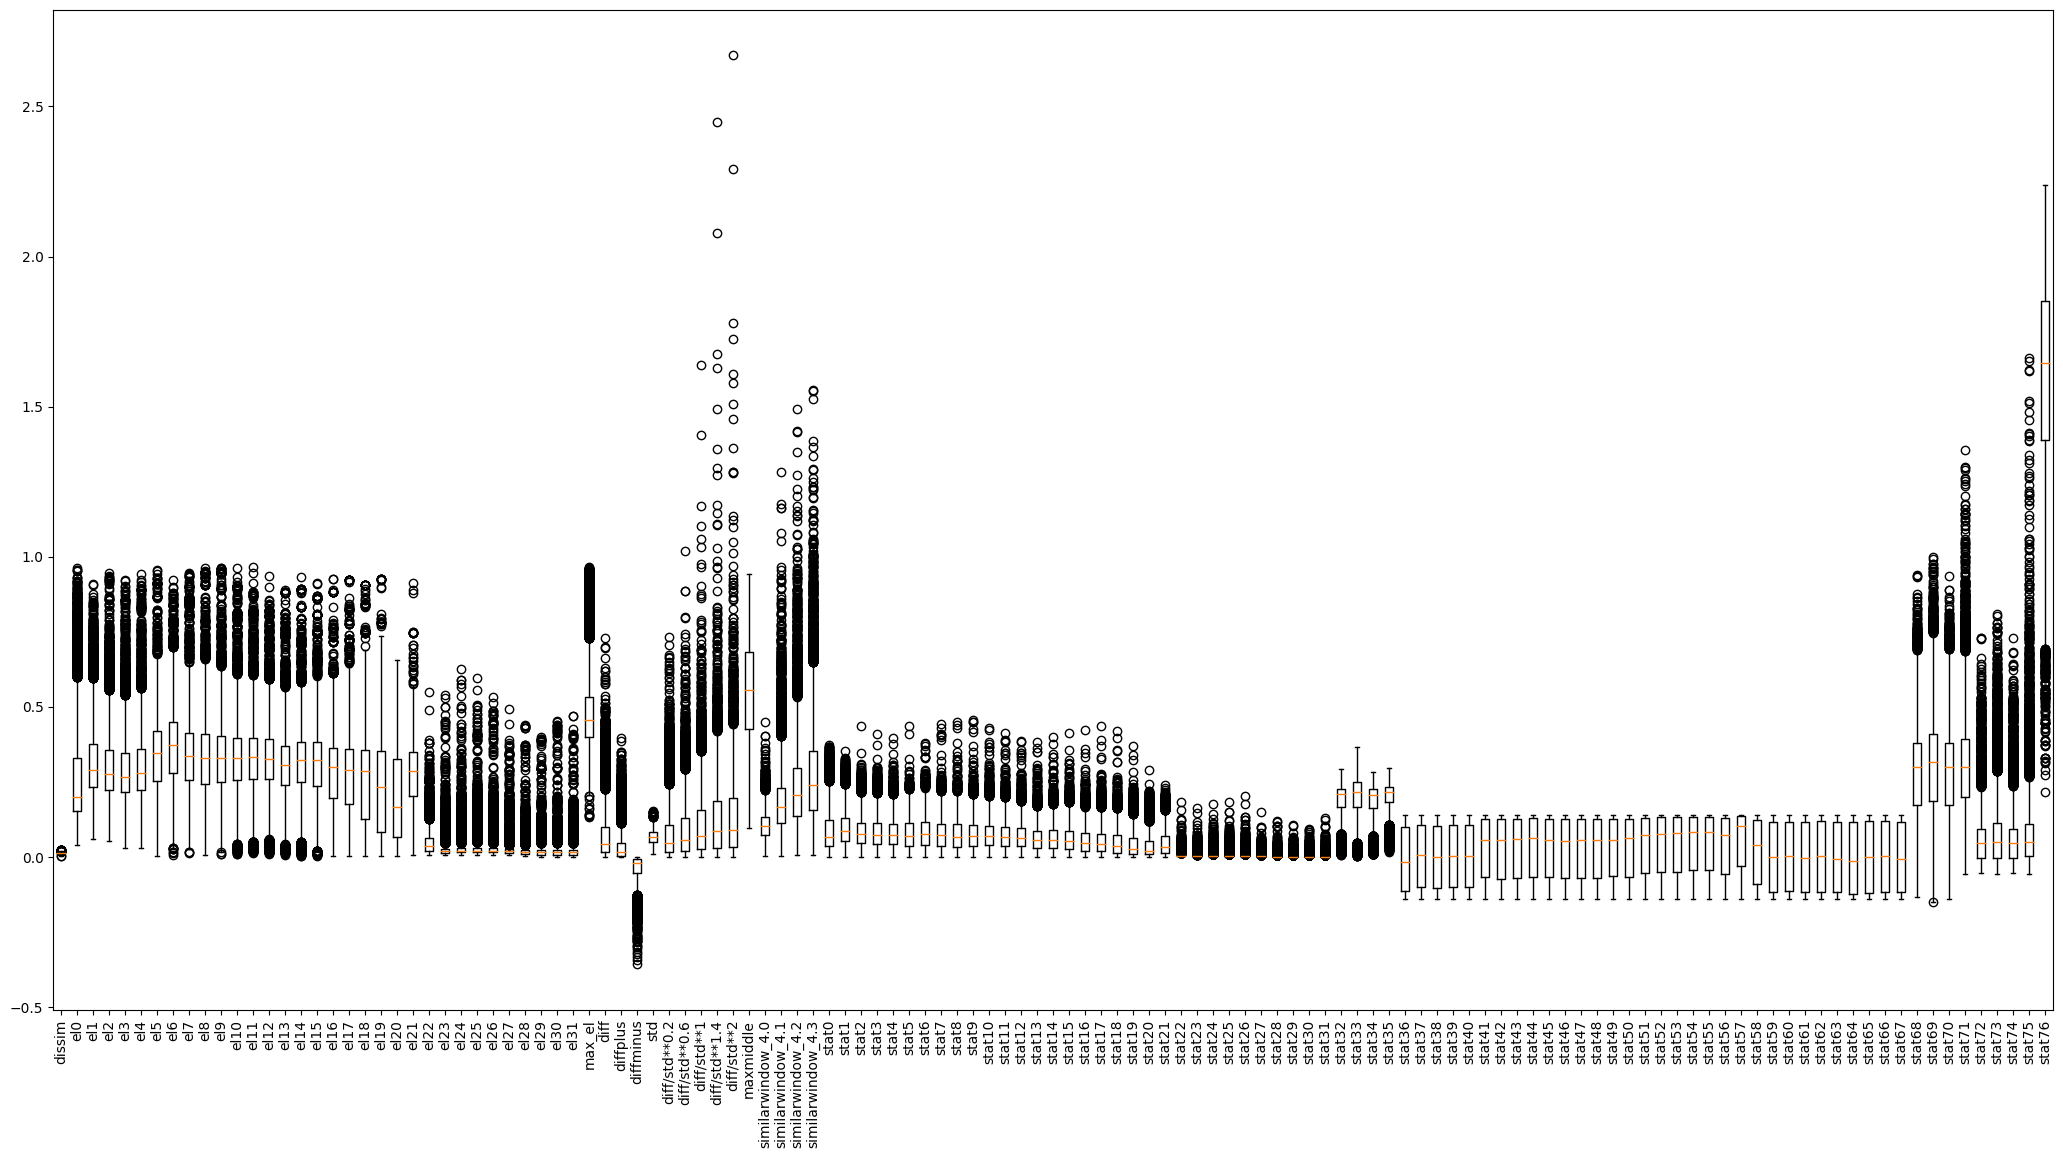 2.5
2.0
1.5
1.0
0.5
0.0
−0.5
dissim
el0
el1
el2
el3
el4
el5
el6
el7
el8
el9
el10
el11
el12
el13
el14
el15
el16
el17
el18
el19
el20
el21
el22
el23
el24
el25
el26
el27
el28
el29
el30
el31
max_el
diff
diffplus
diffminus
std
diff/std**0.2
diff/std**0.6
diff/std**1
diff/std**1.4
diff/std**2
maxmiddle
similarwindow_4.0
similarwindow_4.1
similarwindow_4.2
similarwindow_4.3
stat0
stat1
stat2
stat3
stat4
stat5
stat6
stat7
stat8
stat9
stat10
stat11
stat12
stat13
stat14
stat15
stat16
stat17
stat18
stat19
stat20
stat21
stat22
stat23
stat24
stat25
stat26
stat27
stat28
stat29
stat30
stat31
stat32
stat33
stat34
stat35
stat36
stat37
stat38
stat39
stat40
stat41
stat42
stat43
stat44
stat45
stat46
stat47
stat48
stat49
stat50
stat51
stat52
stat53
stat54
stat55
stat56
stat57
stat58
stat59
stat60
stat61
stat62
stat63
stat64
stat65
stat66
stat67
stat68
stat69
stat70
stat71
stat72
stat73
stat74
stat75
stat76